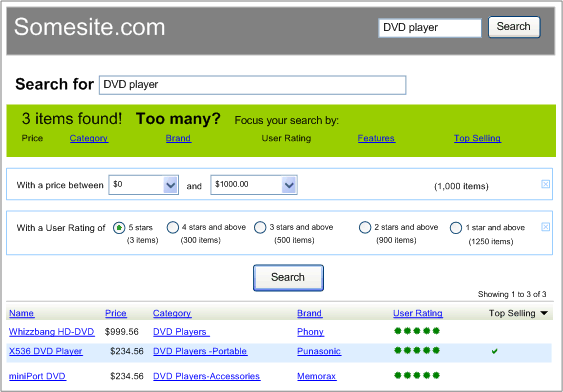 Somesite.com
DVD player Search
Search for DVD player
3 items found! Too many? Focus your search by:
Price Category Brand User Rating Features Top Selling
With a price between $0 and $1000.00 (1,000 items)
With a User Rating of 5 stars 4 stars and above 3 stars and above 2 stars and above 1 star and above
(3 items) (300 items) (500 items) (900 items) (1250 items)
Search
Showing 1 to 3 of 3
Name Price Category Brand User Rating Top Selling
Whizzbang HD-DVD $999.56 DVD Players Phony
X536 DVD Player $234.56 DVD Players -Portable Punasonic
miniPort DVD $234.56 DVD Players-Accessories Memorax